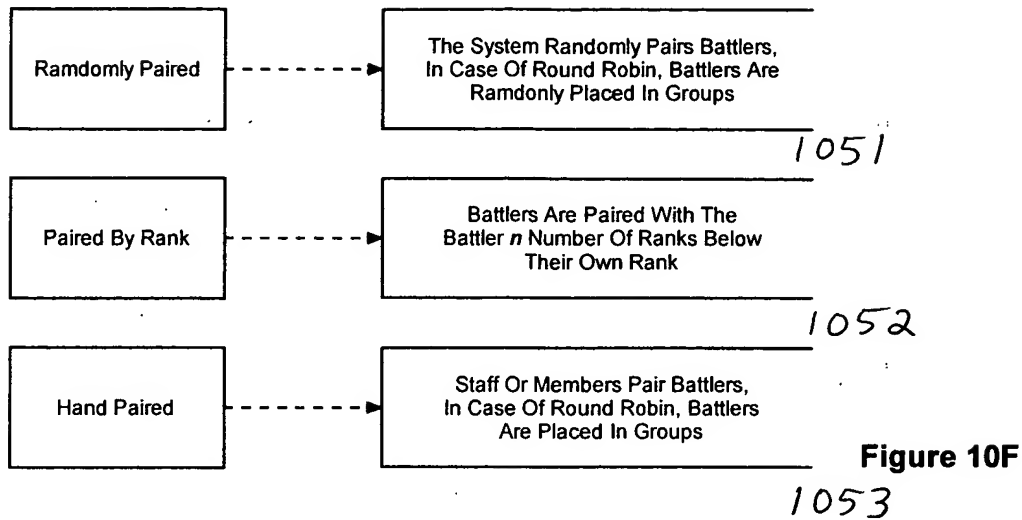 Ramdomly Paired
The System Randomly Pairs Battlers,
In Case Of Round Robin, Battlers Are
Ramdonly Placed In Groups
1051
Paired By Rank
Battlers Are Paired With The
Battler n Number Of Ranks Below
Their Own Rank
1052
Hand Paired
Staff Or Members Pair Battlers,
In Case Of Round Robin, Battlers
Are Placed In Groups
Figure 10F
1053